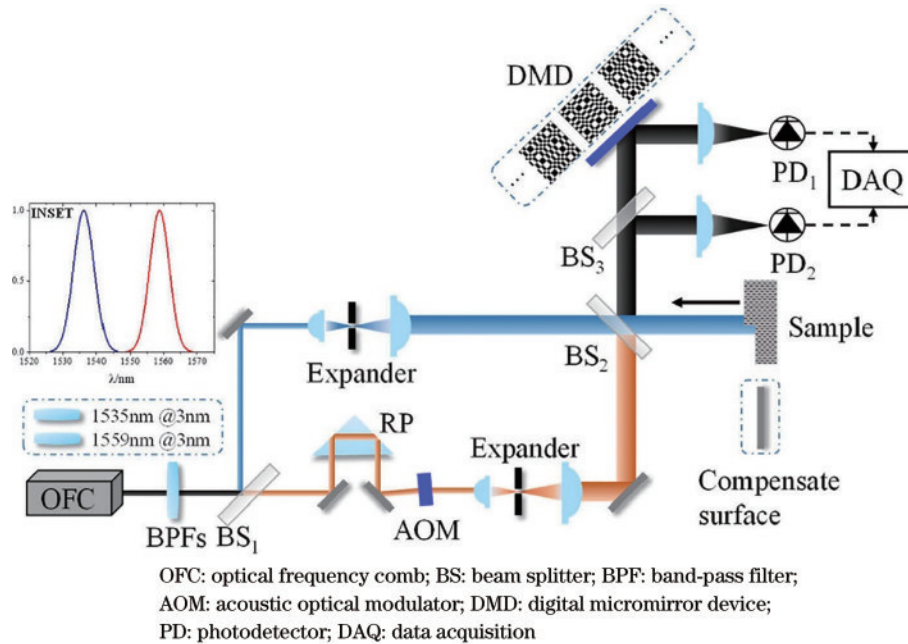 DMD
PD1
DAQ
BS3
PD2
INSET
1.0
0.5
0.0
1520 1530 1540 1550 1560 1570
λ/nm
Expander
BS2
Sample
1535nm @3nm
1559nm @3nm
RP
Expander
OFC
BPFs
BS1
AOM
Compensate
surface
OFC: optical frequency comb; BS: beam splitter; BPF: band-pass filter;
AOM: acoustic optical modulator; DMD: digital micromirror device;
PD: photodetector; DAQ: data acquisition